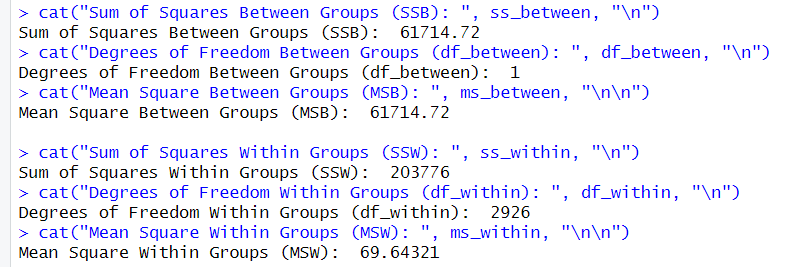 > cat("Sum of Squares Between Groups (SSB): ", ss_between, "\n")
Sum of Squares Between Groups (SSB):  61714.72
> cat("Degrees of Freedom Between Groups (df_between): ", df_between, "\n")
Degrees of Freedom Between Groups (df_between):  1
> cat("Mean Square Between Groups (MSB): ", ms_between, "\n\n")
Mean Square Between Groups (MSB):  61714.72

> cat("Sum of Squares Within Groups (SSW): ", ss_within, "\n")
Sum of Squares Within Groups (SSW):  203776
> cat("Degrees of Freedom Within Groups (df_within): ", df_within, "\n")
Degrees of Freedom Within Groups (df_within):  2926
> cat("Mean Square Within Groups (MSW): ", ms_within, "\n\n")
Mean Square Within Groups (MSW):  69.64321